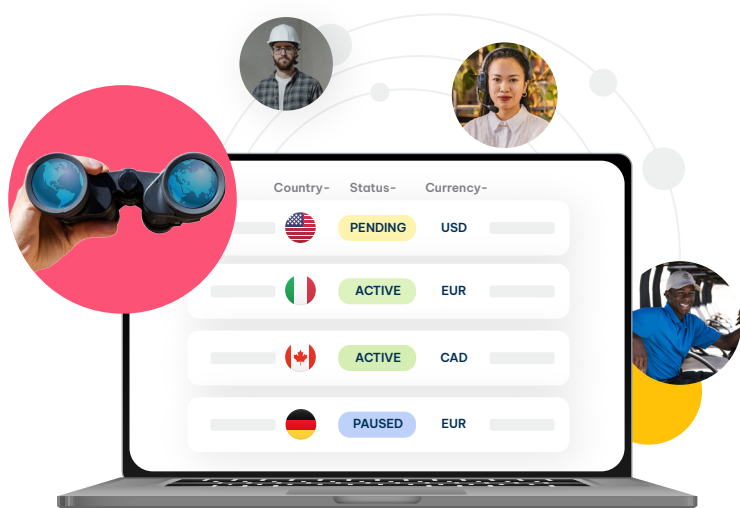 Country- Status- Currency-
PENDING USD
ACTIVE EUR
ACTIVE CAD
PAUSED EUR